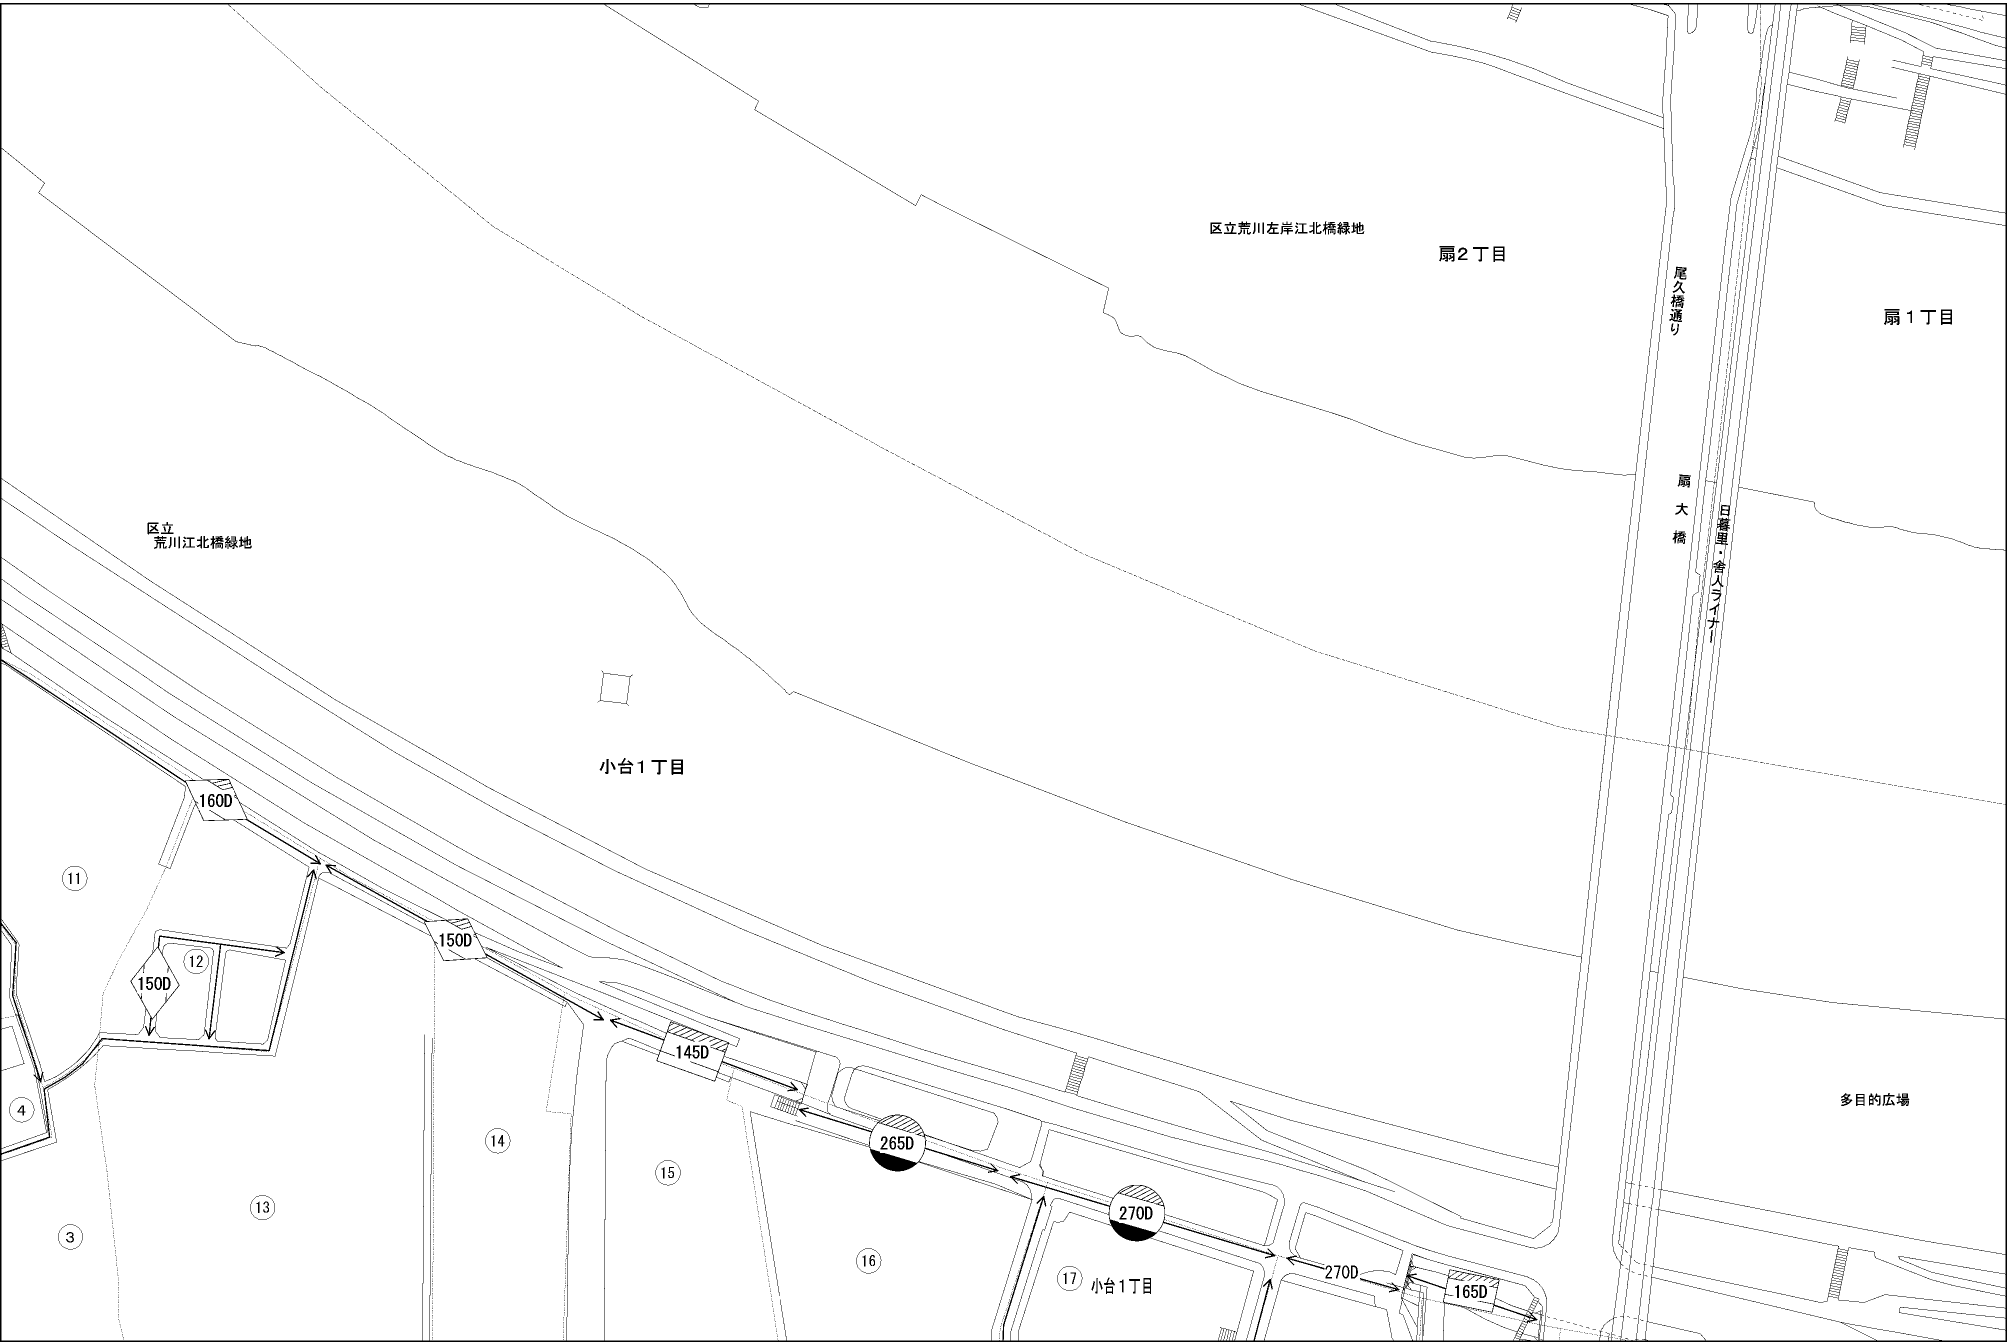 区立荒川左岸江北橋緑地
扇2丁目
尾久橋通り
扇1丁目
扇大橋
日暮里・舎人ライナー
区立
荒川江北橋緑地
小台1丁目
160D
11
150D
12
150D
145D
4
多目的広場
14
265D
15
13
270D
3
16
17
小台1丁目
270D
165D